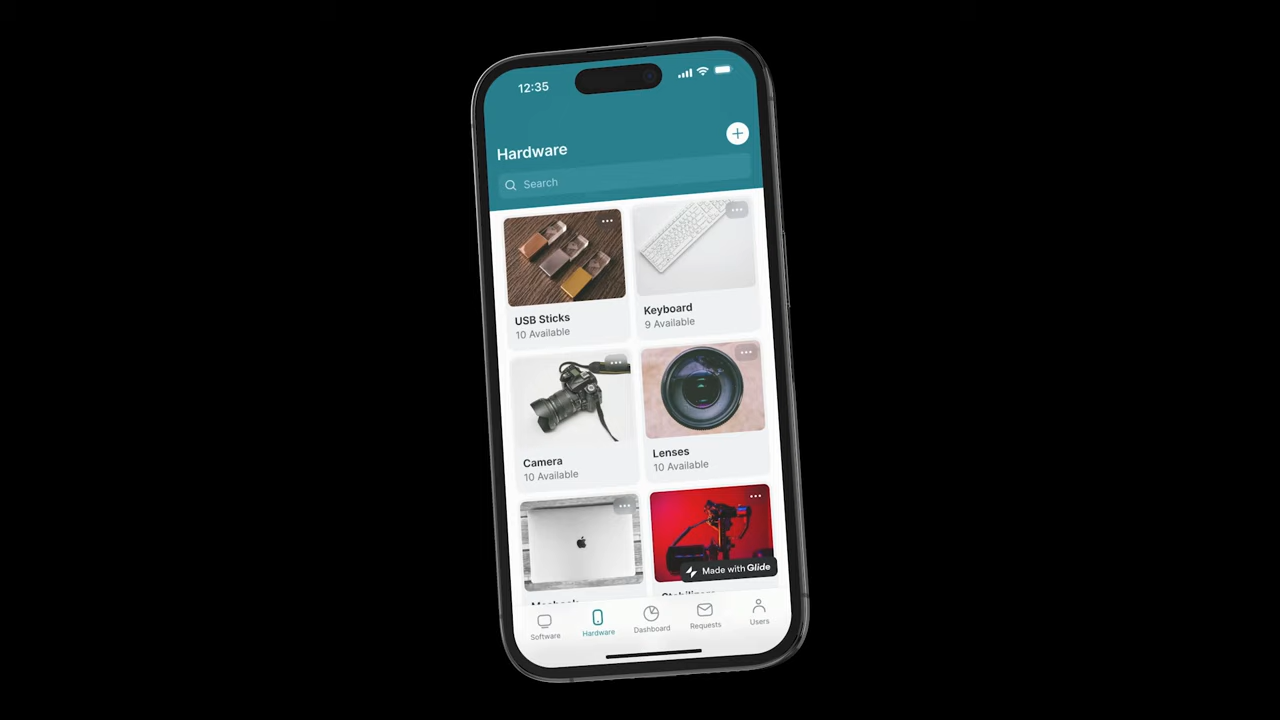 12:35
Hardware
Search
USB Sticks
10 Available
Keyboard
9 Available
Camera
10 Available
Lenses
10 Available
Made with Glide
Software
Hardware
Dashboard
Requests
Users